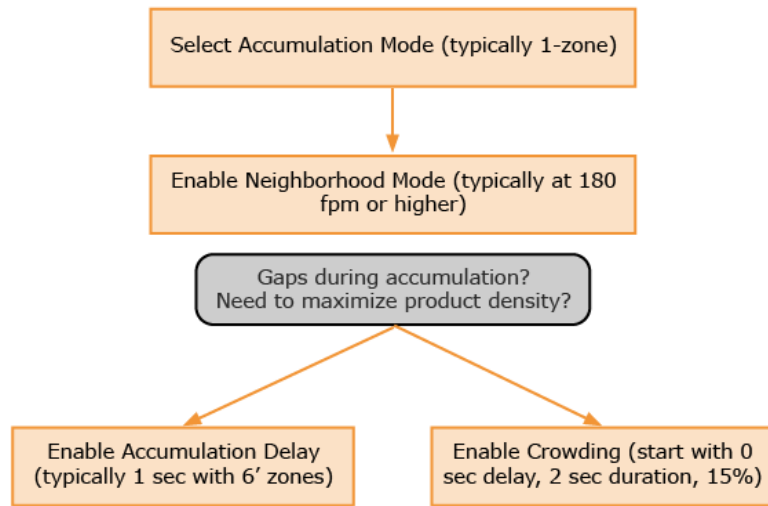 Select Accumulation Mode (typically 1-zone)
Enable Neighborhood Mode (typically at 180
fpm or higher)
Gaps during accumulation?
Need to maximize product density?
Enable Accumulation Delay
(typically 1 sec with 6’ zones)
Enable Crowding (start with 0
sec delay, 2 sec duration, 15%)